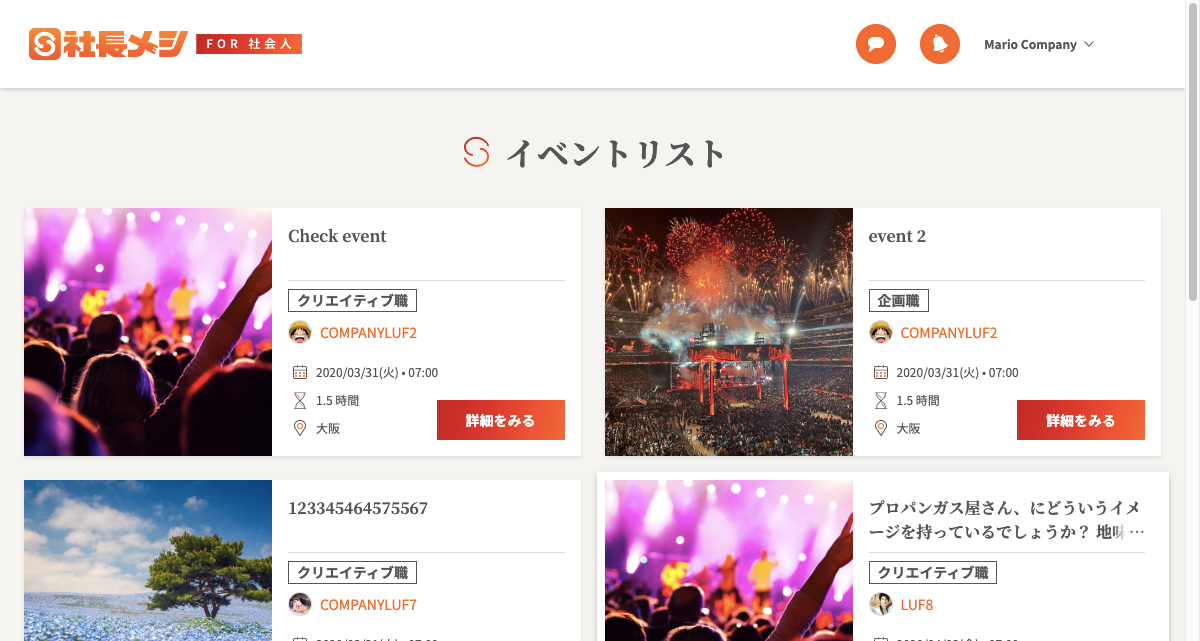 S社長メシ FOR 社会人
Mario Company
イベントリスト
Check event
クリエイティブ職
COMPANYLUF2
2020/03/31(火) • 07:00
1.5 時間
大阪
詳細をみる
event 2
企画職
COMPANYLUF2
2020/03/31(火) • 07:00
1.5 時間
大阪
詳細をみる
123345464575567
クリエイティブ職
COMPANYLUF7
プロパンガス屋さん、にどういうイメ
ージを持っているでしょうか？ 地味…
クリエイティブ職
LUF8